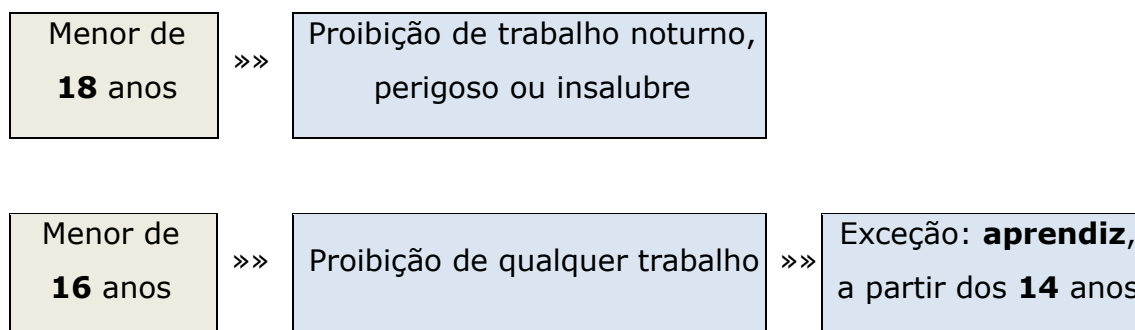 Menor de
18 anos
»»
Proibição de trabalho noturno,
perigoso ou insalubre
Menor de
16 anos
»»
Proibição de qualquer trabalho
»»
Exceção: aprendiz,
a partir dos 14 anos